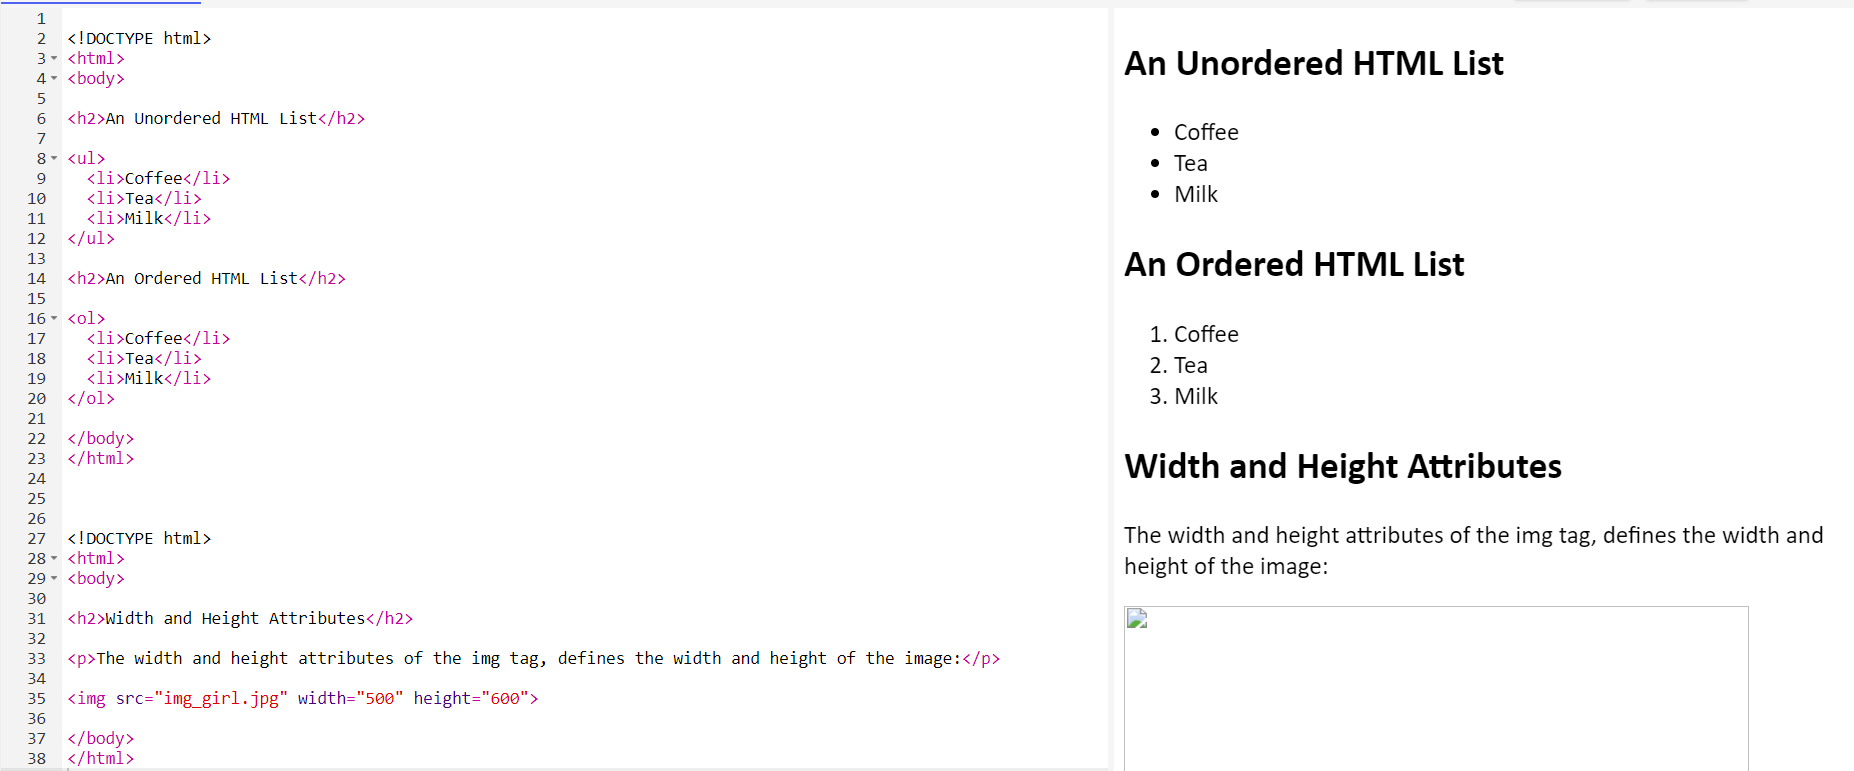 1
2 <!DOCTYPE html>
3 <html>
4 <body>
5
6 <h2>An Unordered HTML List</h2>
7
8 <ul>
9   <li>Coffee</li>
10   <li>Tea</li>
11   <li>Milk</li>
12 </ul>
13
14 <h2>An Ordered HTML List</h2>
15
16 <ol>
17   <li>Coffee</li>
18   <li>Tea</li>
19   <li>Milk</li>
20 </ol>
21
22 </body>
23 </html>
24
25
26
27 <!DOCTYPE html>
28 <html>
29 <body>
30
31 <h2>Width and Height Attributes</h2>
32
33 <p>The width and height attributes of the img tag, defines the width and height of the image:</p>
34
35 <img src="img_girl.jpg" width="500" height="600">
36
37 </body>
38 </html>
An Unordered HTML List
• Coffee
• Tea
• Milk
An Ordered HTML List
1. Coffee
2. Tea
3. Milk
Width and Height Attributes
The width and height attributes of the img tag, defines the width and
height of the image: